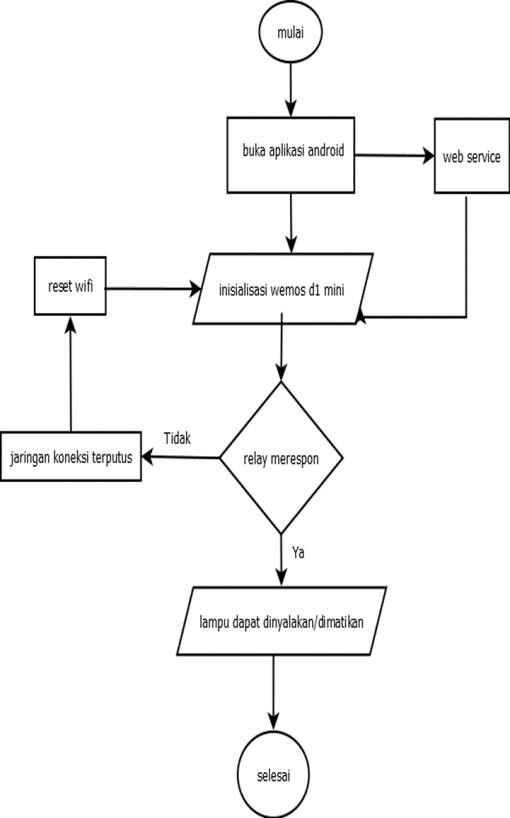 mulai
buka aplikasi android
web service
reset wifi
inisialisasi wemos d1 mini
Tidak
jaringan koneksi terputus
relay merespon
Ya
lampu dapat dinyalakan/dimatikan
selesai